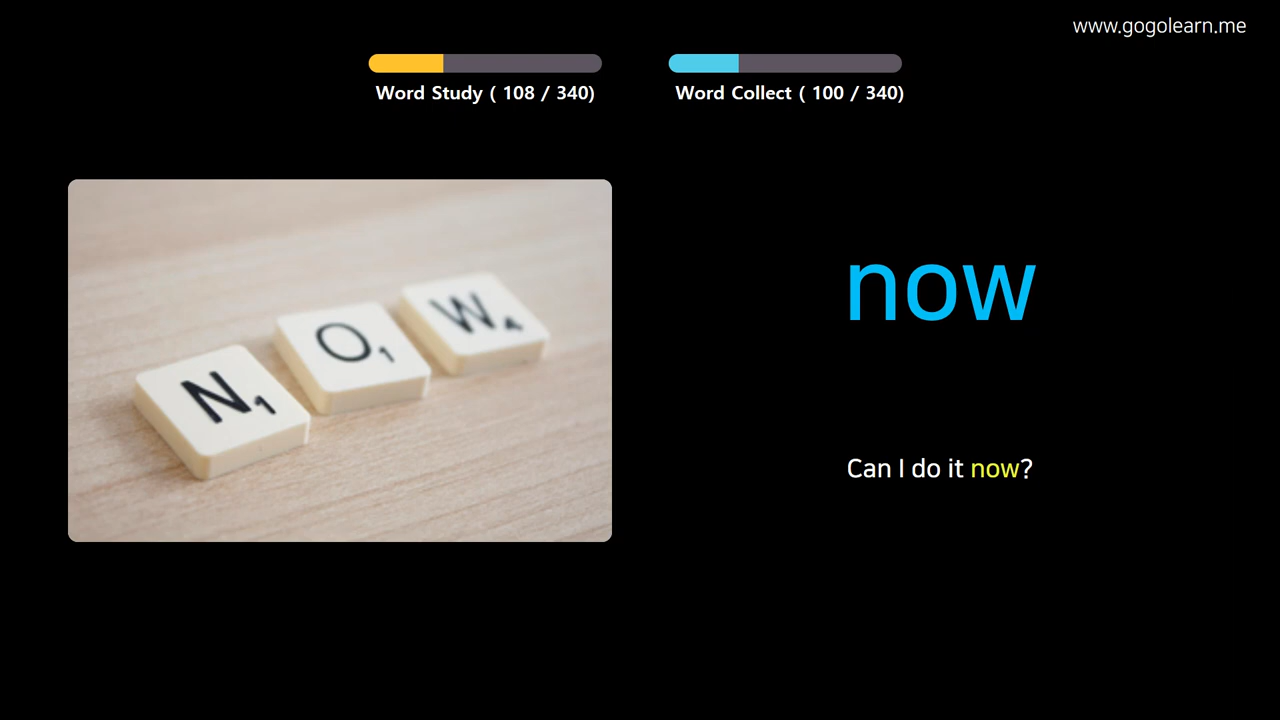 www.gogolearn.me
Word Study ( 108 / 340)
Word Collect ( 100 / 340)
N1 O1 W4
now
Can I do it now?